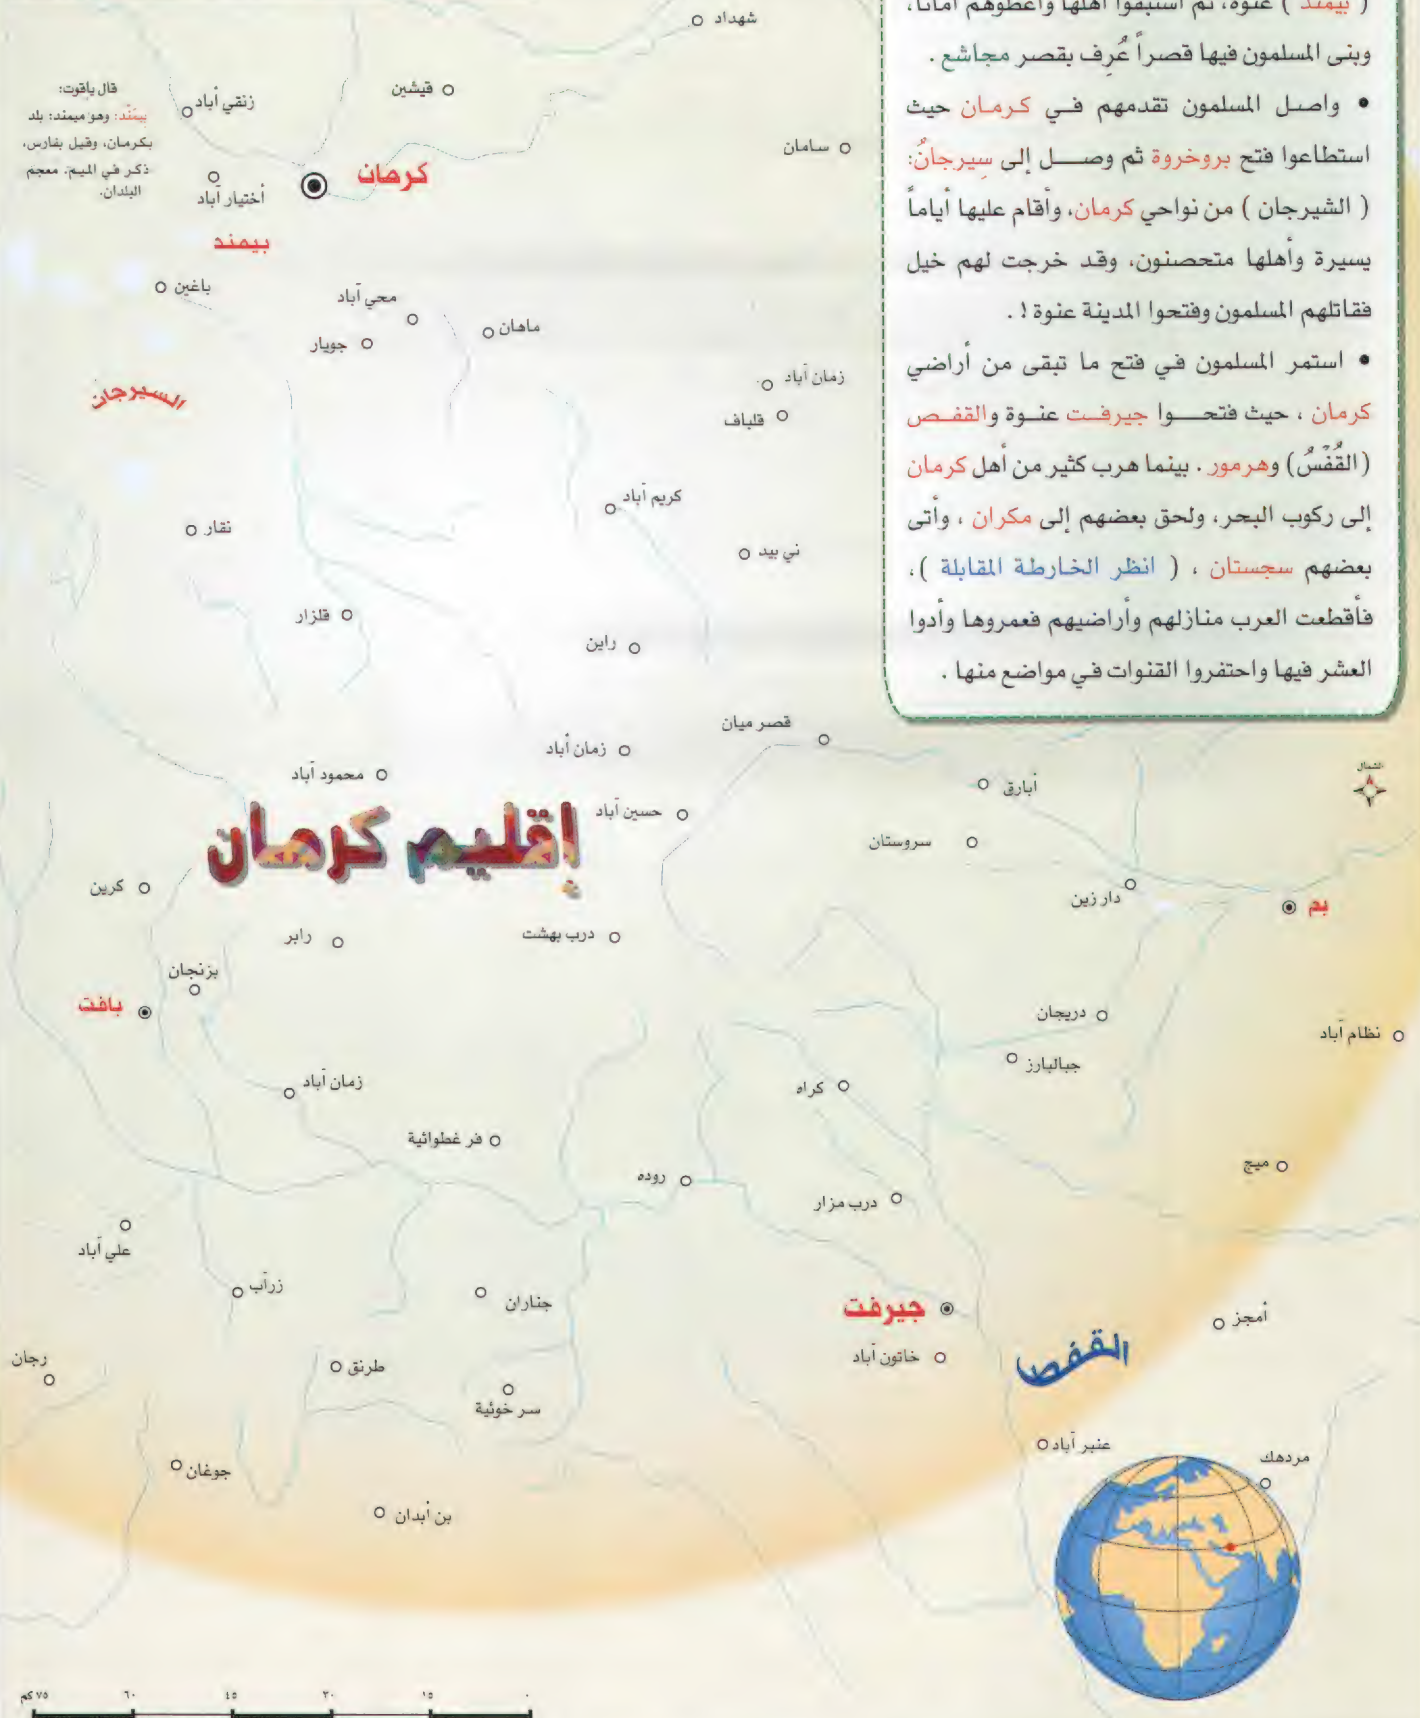 ( بيمند ) عنوة، ثم استبقوا أهلها وأعطوهم أمانا،
وبنى المسلمون فيها قصراً عُرِف بقصر مجاشع .
• واصل المسلمون تقدمهم في كرمان حيث
استطاعوا فتح بروخروة ثم وصل إلى سِيرجانُ:
( الشيرجان ) من نواحي كرمان، وأقام عليها أياماً
يسيرة وأهلها متحصنون، وقد خرجت لهم خيل
فقاتلهم المسلمون وفتحوا المدينة عنوة ! .
• استمر المسلمون في فتح ما تبقى من أراضي
كرمان ، حيث فتحوا جيرفت عنوة والقفص
( القُفْسُ ) وهرمور . بينما هرب كثير من أهل كرمان
إلى ركوب البحر، ولحق بعضهم إلى مكران ، وأتى
بعضهم سجستان ، ( انظر الخارطة المقابلة ) ،
فأقطعت العرب منازلهم وأراضيهم فعمروها وأدوا
العشر فيها واحتفروا القنوات في مواضع منها .
قال ياقوت:
بيمَنْد: وهو ميمند: بلد
بكرمان، وقيل بفارس،
ذكر في الميم. معجم
البلدان.
شهداد
قيشين
زنقي آباد
سامان
كرمان
أختيار آباد
بيمند
باغين
محي آباد
ماهان
جوپار
زمان آباد
السيرجان
قلباف
كريم آباد
نقار
ني بيد
قلزار
راين
قصر ميان
زمان آباد
محمود آباد
أبارق
الشمال
حسين آباد
إقليم كرمان
سروستان
كرين
دار زين
بم
رابر
درب بهشت
بزنجان
بافت
دريجان
نظام آباد
جبالبارز
زمان آباد
كراه
فر غطوائية
ميج
روده
درب مزار
علي آباد
زرآب
جناران
جيرفت
أمجز
القفص
خاتون آباد
رجان
طرنق
سر خوئية
عنبر آباد
مردهك
جوغان
بن أبدان
٧٥ كم ٦٠ ٤٥ ٣٠ ١٥ ٠